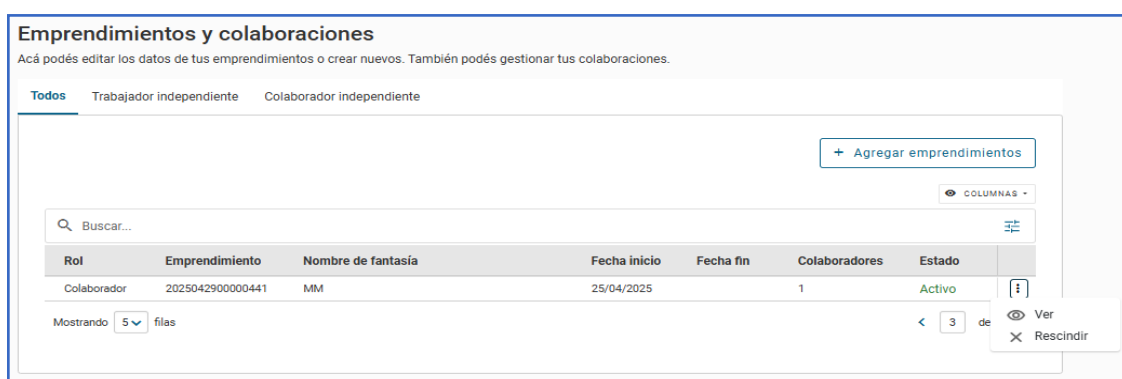 Emprendimientos y colaboraciones
Acá podés editar los datos de tus emprendimientos o crear nuevos. También podés gestionar tus colaboraciones.
Todos Trabajador independiente Colaborador independiente
+ Agregar emprendimientos
COLUMNAS
Buscar...
Rol Emprendimiento Nombre de fantasía Fecha inicio Fecha fin Colaboradores Estado
Colaborador 2025042900000441 MM 25/04/2025 1 Activo
Mostrando 5 filas < 3 de
Ver
Rescindir